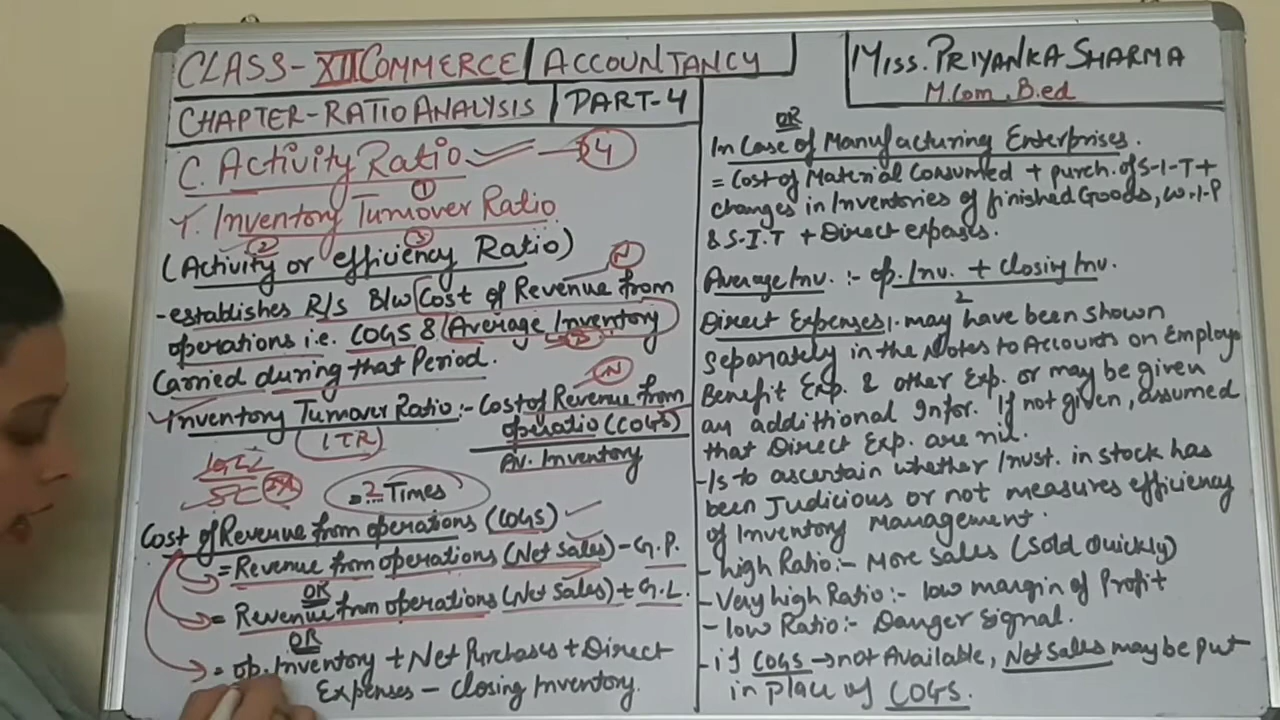 CLASS-XII COMMERCE ACCOUNTANCY
MISS. PRIYANKA SHARMA
M.Com B.ed
CHAPTER-RATIO ANALYSIS PART-4
C. Activity Ratio 4
1
1. Inventory Turnover Ratio
2 3
(Activity or efficiency Ratio)
N
-establishes R/s B/w Cost of Revenue from
operations i.e. COGS & Average Inventory
D
Carried during that Period.
N
Inventory Turnover Ratio :- Cost of Revenue from
operatio (COGS)
(ITR)
Av. Inventory
= 2 Times
Cost of Revenue from operations (COGS)
= Revenue from operations (Net Sales) - G.P.
OR
= Revenue from operations (Net Sales) + G.L.
OR
= op. Inventory + Net Purchases + Direct
Expenses - Closing Inventory.
OR
In Case of Manufacturing Enterprises.
= Cost of Material Consumed + purch. of S-I-T +
changes in Inventories of finished Goods, W.I.P
& S.I.T + Direct expenses.
Average Inv. :- op. Inv. + Closing Inv.
2
Direct Expenses :- may have been shown
Separately in the Notes to Accounts on Employe
Benefit Exp. & other Exp. or may be given
an additional Infor. If not given, assumed
that Direct Exp. are nil.
- Is to ascertain whether Invst. in stock has
been Judicious or not measures efficiency
of Inventory Management.
- high Ratio :- More Sales (Sold Quickly)
- Very high Ratio :- low margin of Profit
- low Ratio :- Danger Signal.
- if COGS → not Available, Net Sales may be put
in place of COGS.